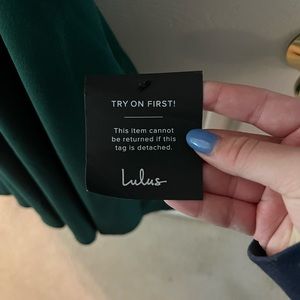 TRY ON FIRST!
This item cannot
be returned if this
tag is detached.
Lulus